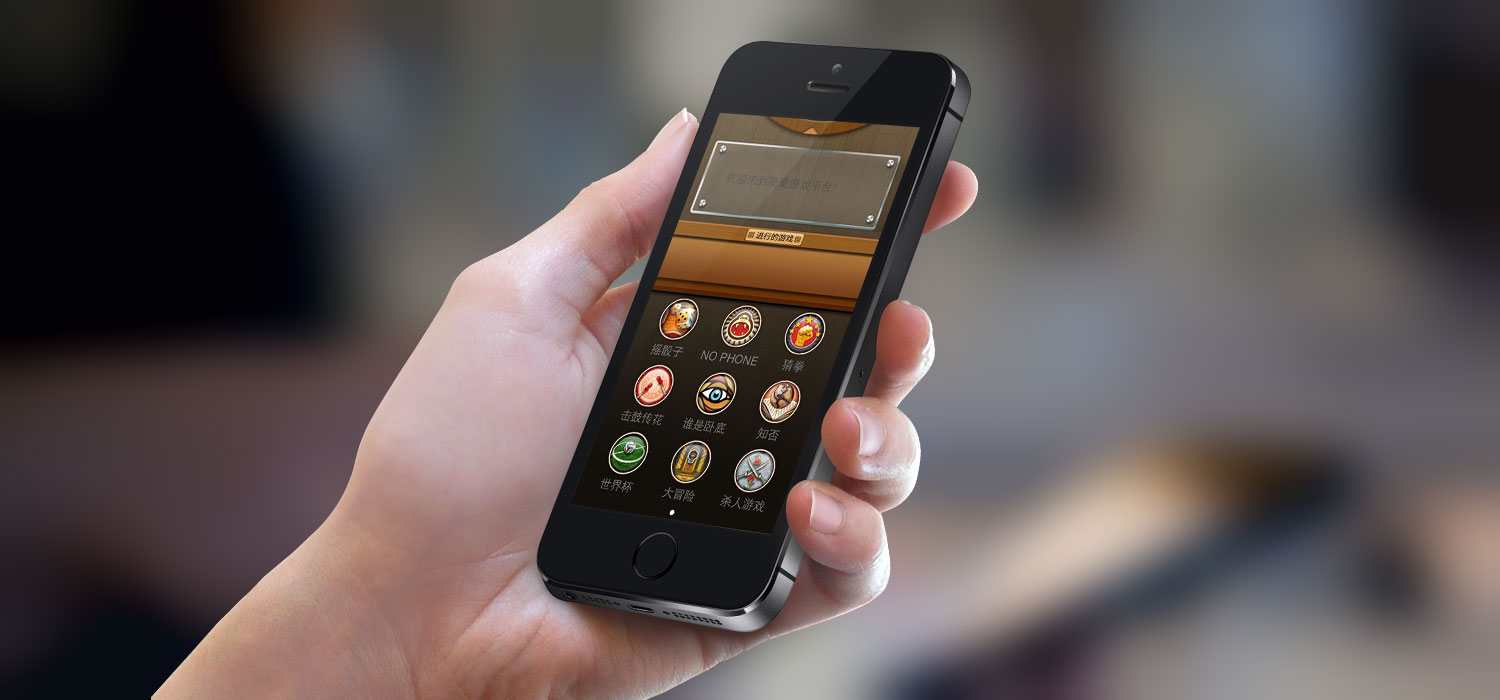 欢迎来到聚集游戏平台!
进行的游戏
摇骰子
NO PHONE
猜拳
击鼓传花
谁是卧底
知否
世界杯
大冒险
杀人游戏